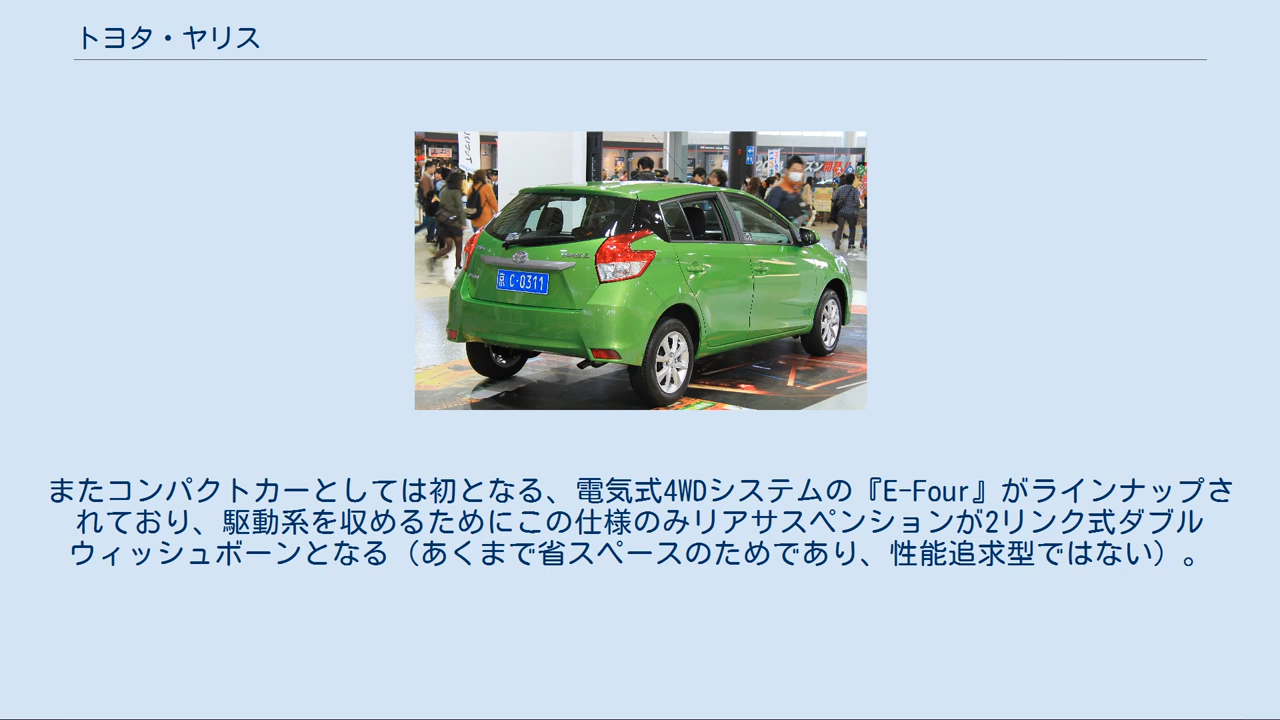 トヨタ・ヤリス
京 C·0311
またコンパクトカーとしては初となる、電気式4WDシステムの『E-Four』がラインナップさ
れており、駆動系を収めるためにこの仕様のみリアサスペンションが2リンク式ダブル
ウィッシュボーンとなる（あくまで省スペースのためであり、性能追求型ではない）。